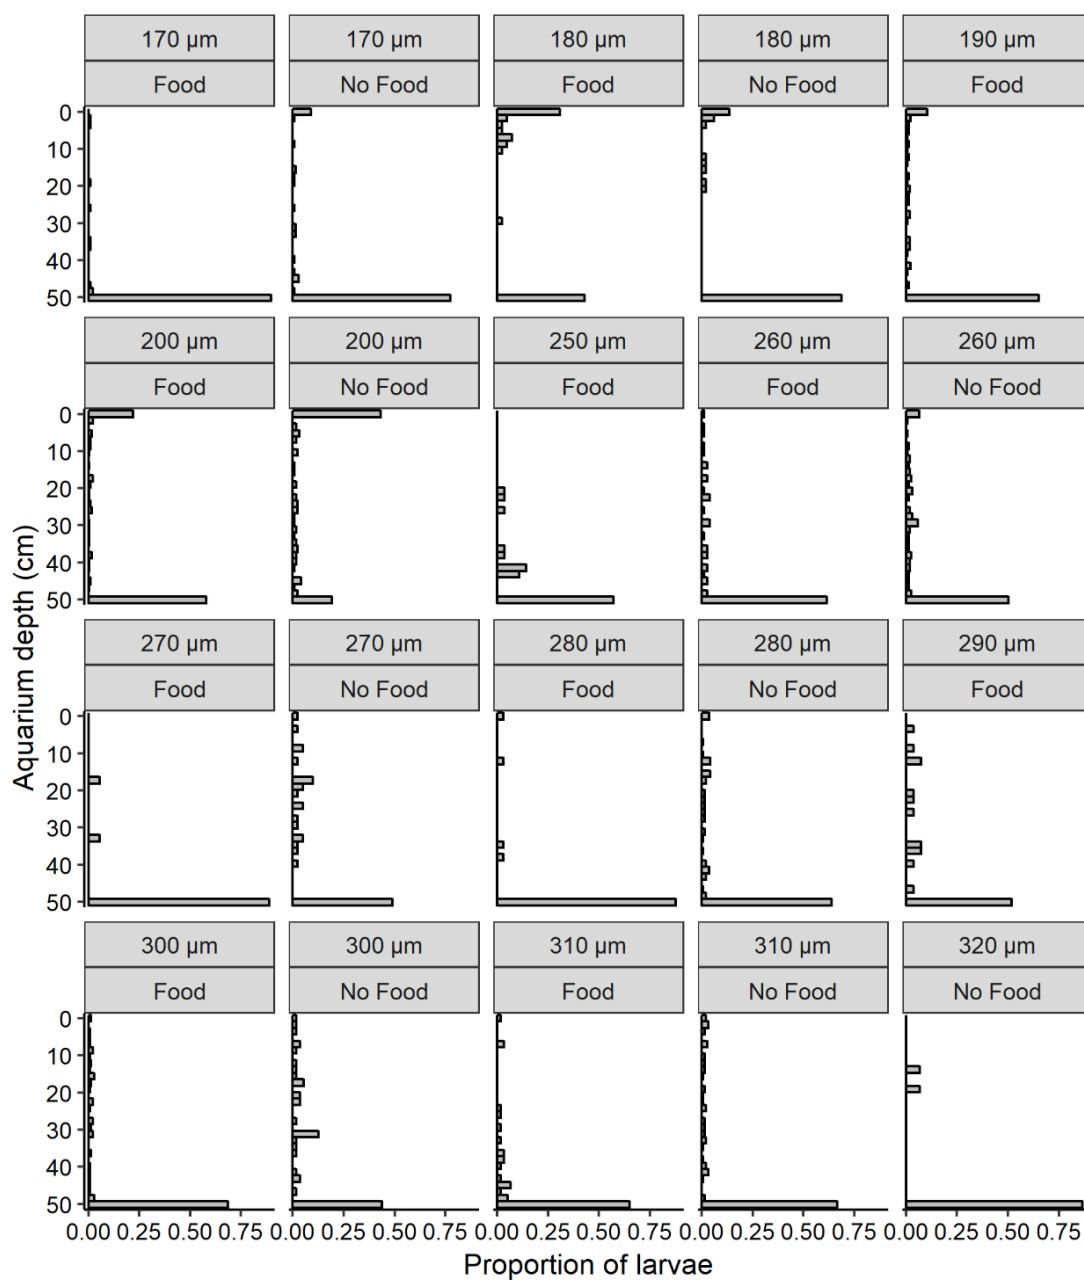 170 µm 170 µm 180 µm 180 µm 190 µm
Food No Food Food No Food Food
0
10
20
30
40
50
200 µm 200 µm 250 µm 260 µm 260 µm
Food No Food Food Food No Food
0
10
20
30
40
50
270 µm 270 µm 280 µm 280 µm 290 µm
Food No Food Food No Food Food
0
10
20
30
40
50
300 µm 300 µm 310 µm 310 µm 320 µm
Food No Food Food No Food No Food
0
10
20
30
40
50
0.00 0.25 0.50 0.75 0.00 0.25 0.50 0.75 0.00 0.25 0.50 0.75 0.00 0.25 0.50 0.75 0.00 0.25 0.50 0.75
Aquarium depth (cm)
Proportion of larvae